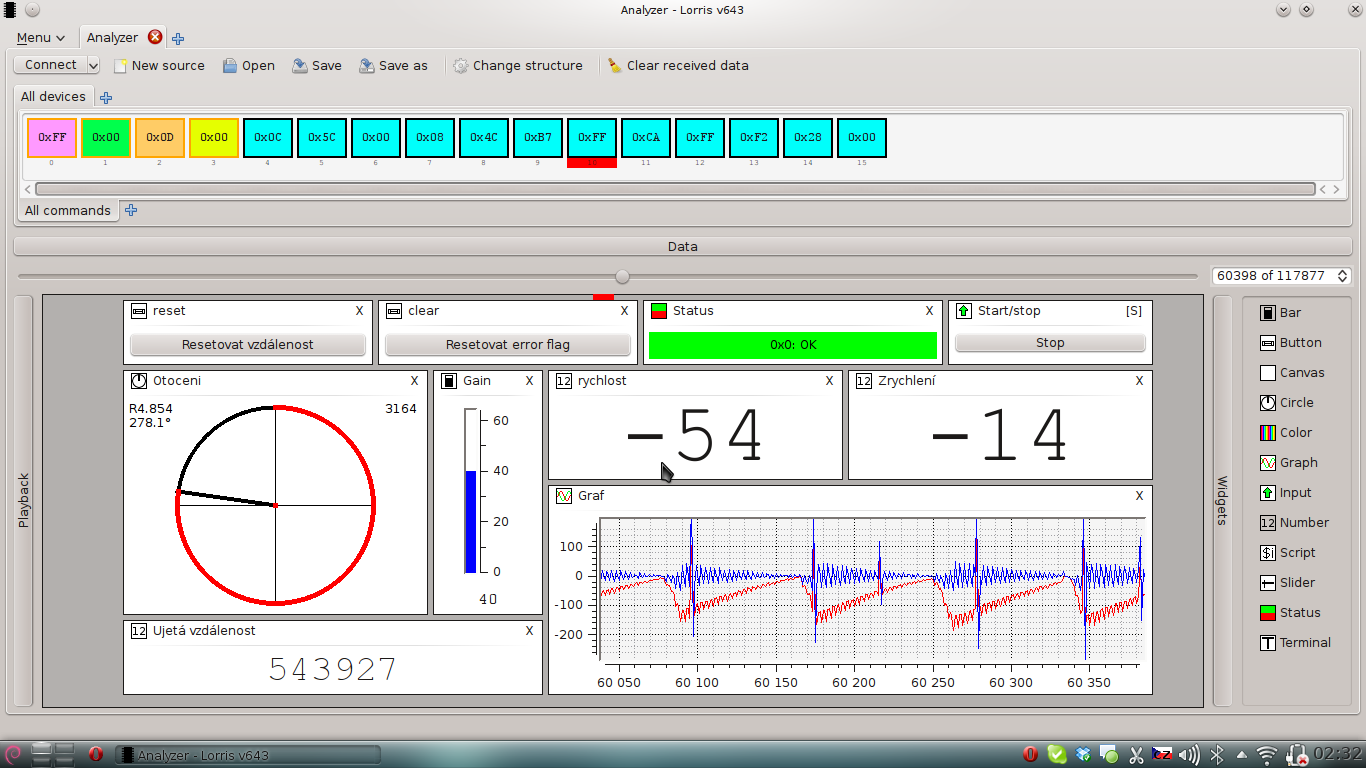 Analyzer - Lorris v643
Menu Analyzer
Connect New source Open Save Save as Change structure Clear received data
All devices
0xFF 0x00 0x0D 0x00 0x0C 0x5C 0x00 0x08 0x4C 0xB7 0xFF 0xCA 0xFF 0xF2 0x28 0x00
0 1 2 3 4 5 6 7 8 9 10 11 12 13 14 15
All commands
Data
60398 of 117877
Playback
reset X
Resetovat vzdálenost
clear X
Resetovat error flag
Status X
0x0: OK
Start/stop [S]
Stop
Otoceni X
R4.854 3164
278.1°
Gain X
60
40
20
0
40
12 rychlost X
-54
12 Zrychlení X
-14
12 Ujetá vzdálenost X
543927
Graf X
100
0
-100
-200
60 050 60 100 60 150 60 200 60 250 60 300 60 350
Widgets
Bar
Button
Canvas
Circle
Color
Graph
Input
12 Number
$i Script
Slider
Status
T Terminal
Analyzer - Lorris v643
CZ
02:32